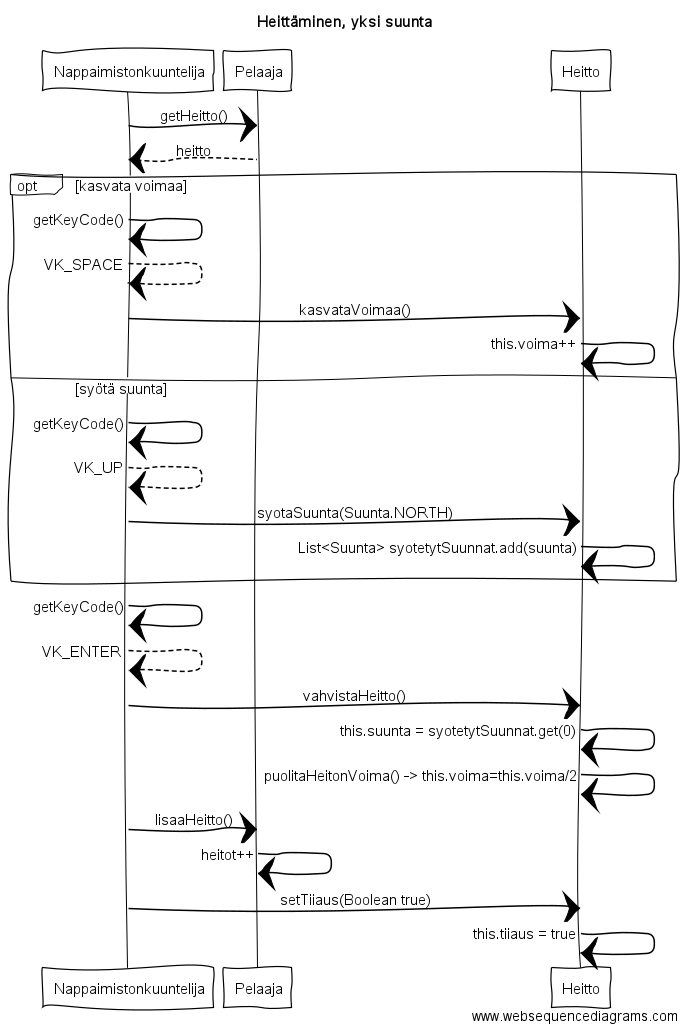 Heittäminen, yksi suunta
Nappaimistonkuuntelija
Pelaaja
Heitto
getHeitto()
heitto
opt
[kasvata voimaa]
getKeyCode()
VK_SPACE
kasvataVoimaa()
this.voima++
[syötä suunta]
getKeyCode()
VK_UP
syotaSuunta(Suunta.NORTH)
List<Suunta> syotetytSuunnat.add(suunta)
getKeyCode()
VK_ENTER
vahvistaHeitto()
this.suunta = syotetytSuunnat.get(0)
puolitaHeitonVoima() -> this.voima=this.voima/2
lisaaHeitto()
heitot++
setTiiaus(Boolean true)
this.tiiaus = true
Nappaimistonkuuntelija
Pelaaja
Heitto
www.websequencediagrams.com